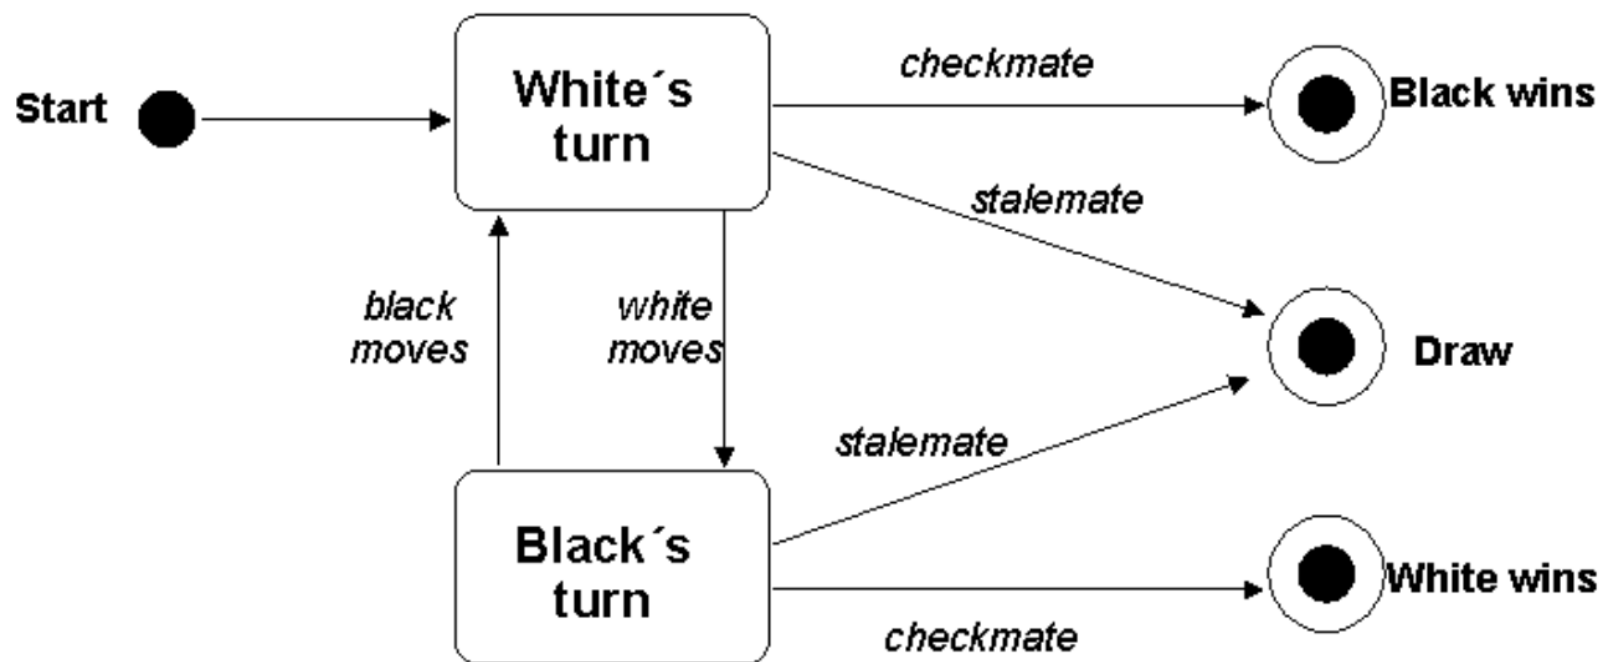 Start
White´s
turn
checkmate
Black wins
stalemate
black
moves
white
moves
Draw
stalemate
Black´s
turn
White wins
checkmate